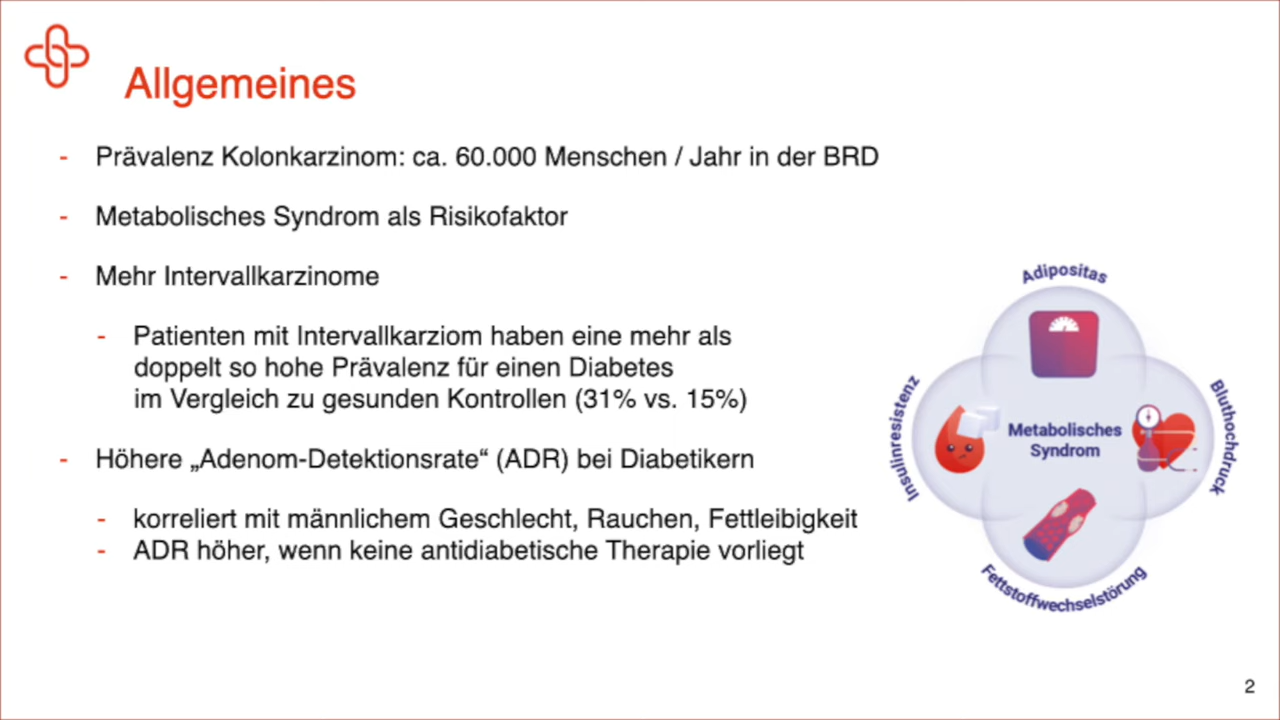 Allgemeines
- Prävalenz Kolonkarzinom: ca. 60.000 Menschen / Jahr in der BRD
- Metabolisches Syndrom als Risikofaktor
- Mehr Intervallkarzinome
- Patienten mit Intervallkarziom haben eine mehr als
doppelt so hohe Prävalenz für einen Diabetes
im Vergleich zu gesunden Kontrollen (31% vs. 15%)
- Höhere „Adenom-Detektionsrate“ (ADR) bei Diabetikern
- korreliert mit männlichem Geschlecht, Rauchen, Fettleibigkeit
- ADR höher, wenn keine antidiabetische Therapie vorliegt
Adipositas
Insulinresistenz
Metabolisches
Syndrom
Bluthochdruck
Fettstoffwechselstörung
2